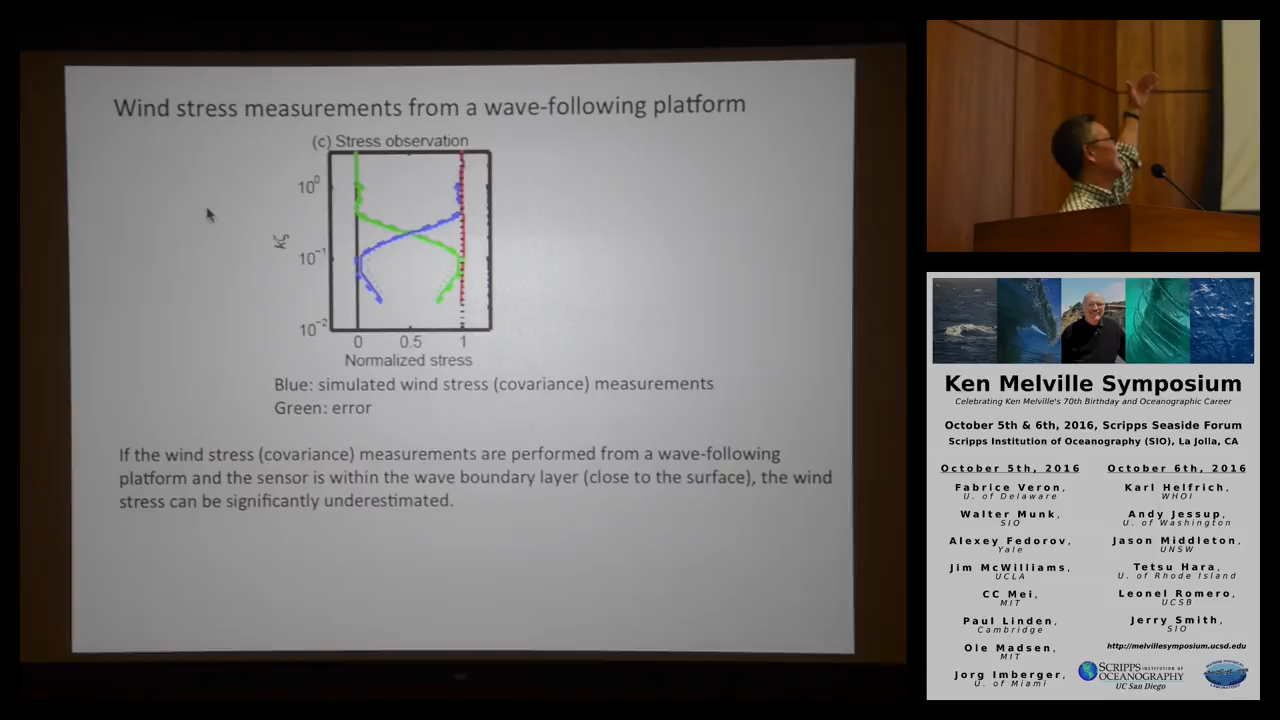 Wind stress measurements from a wave-following platform
(c) Stress observation
10⁰
10⁻¹
10⁻²
kζ
0 0.5 1
Normalized stress
Blue: simulated wind stress (covariance) measurements
Green: error
If the wind stress (covariance) measurements are performed from a wave-following
platform and the sensor is within the wave boundary layer (close to the surface), the wind
stress can be significantly underestimated.
Ken Melville Symposium
Celebrating Ken Melville's 70th Birthday and Oceanographic Career
October 5th & 6th, 2016, Scripps Seaside Forum
Scripps Institution of Oceanography (SIO), La Jolla, CA
October 5th, 2016
Fabrice Veron,
U. of Delaware
Walter Munk,
SIO
Alexey Fedorov,
Yale
Jim McWilliams,
UCLA
CC Mei,
MIT
Paul Linden,
Cambridge
Ole Madsen,
MIT
Jorg Imberger,
U. of Miami
October 6th, 2016
Karl Helfrich,
WHOI
Andy Jessup,
U. of Washington
Jason Middleton,
UNSW
Tetsu Hara,
U. of Rhode Island
Leonel Romero,
UCSB
Jerry Smith,
SIO
http://melvillesymposium.ucsd.edu
SCRIPPS INSTITUTION OF
OCEANOGRAPHY
UC San Diego